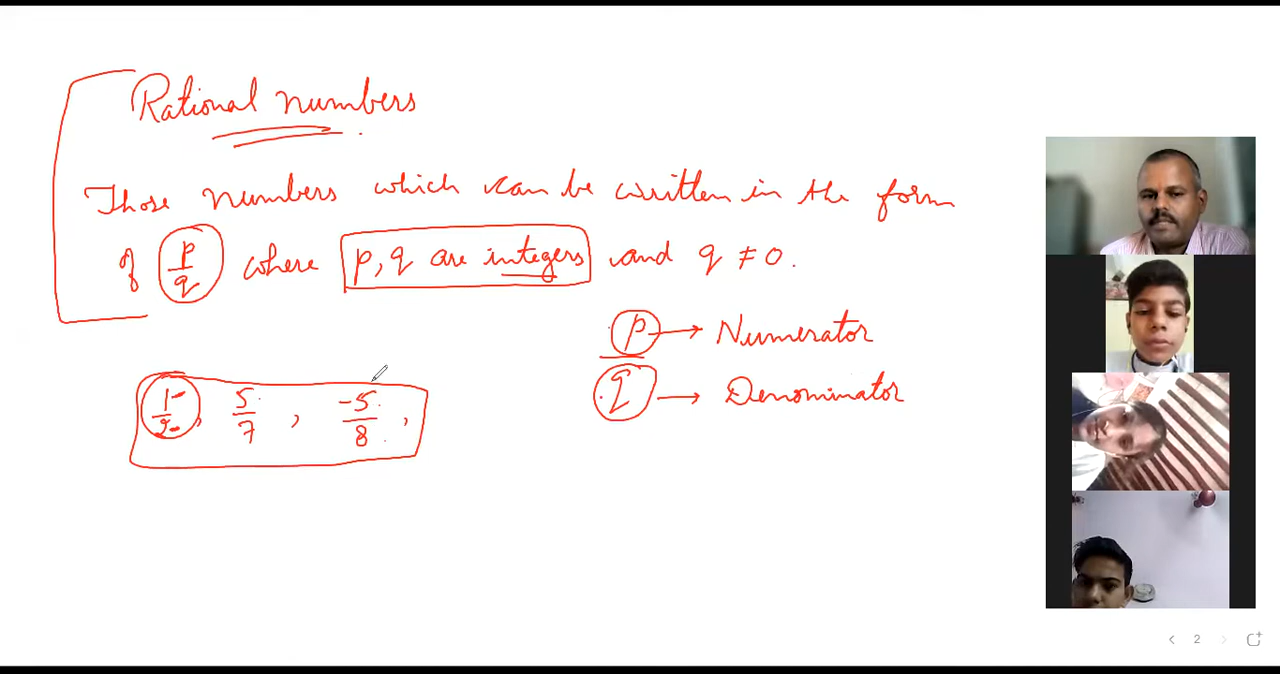 Rational numbers
Those numbers which can be written in the form
of p/q where p, q are integers and q ≠ 0.
p → Numerator
q → Denominator
1/2, 5/7, -5/8,
2